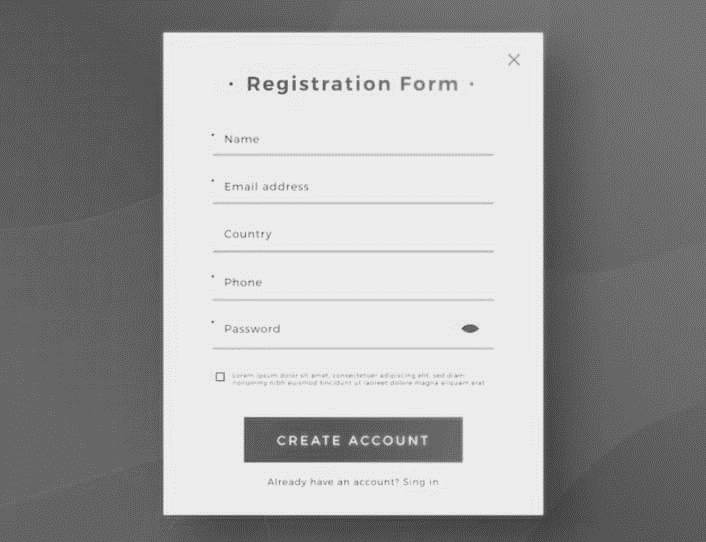 · Registration Form ·
· Name
· Email address
Country
· Phone
· Password
Lorem ipsum dolor sit amet, consectetuer adipiscing elit, sed diam
nonummy nibh euismod tincidunt ut laoreet dolore magna aliquam erat
CREATE ACCOUNT
Already have an account? Sing in